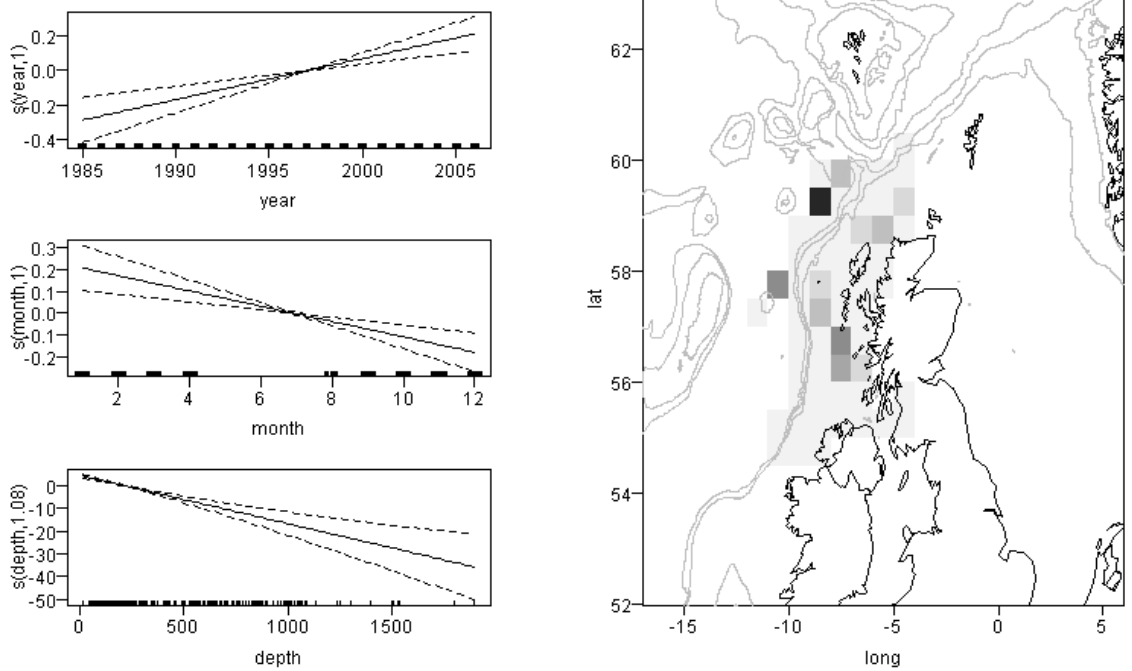 s(year,1)
0.2
0.0
-0.2
-0.4
1985 1990 1995 2000 2005
year
s(month,1)
0.3
0.2
0.1
0.0
-0.1
-0.2
2 4 6 8 10 12
month
s(depth,1.08)
0
-10
-20
-30
-40
-50
0 500 1000 1500
depth
lat
62
60
58
56
54
52
-15 -10 -5 0 5
long